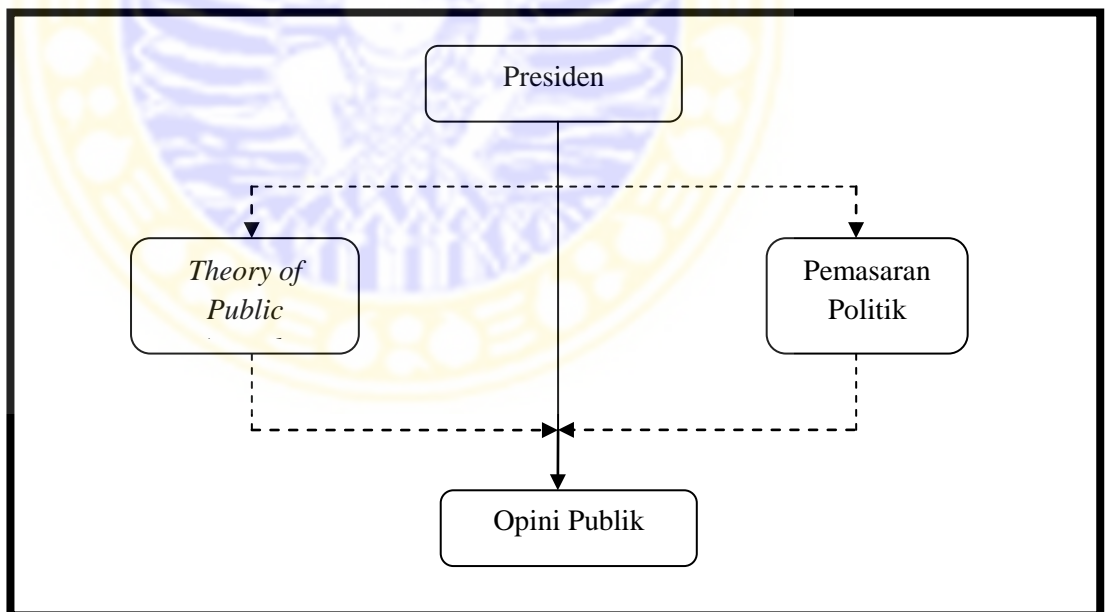 Presiden
Theory of
Public
Pemasaran
Politik
Opini Publik